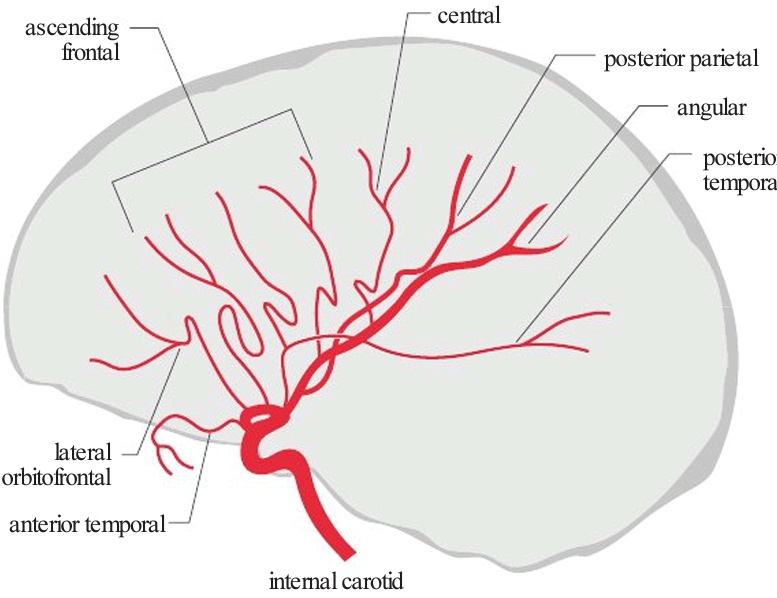 central
ascending
frontal
posterior parietal
angular
posterio
tempora
lateral
orbitofrontal
anterior temporal
internal carotid